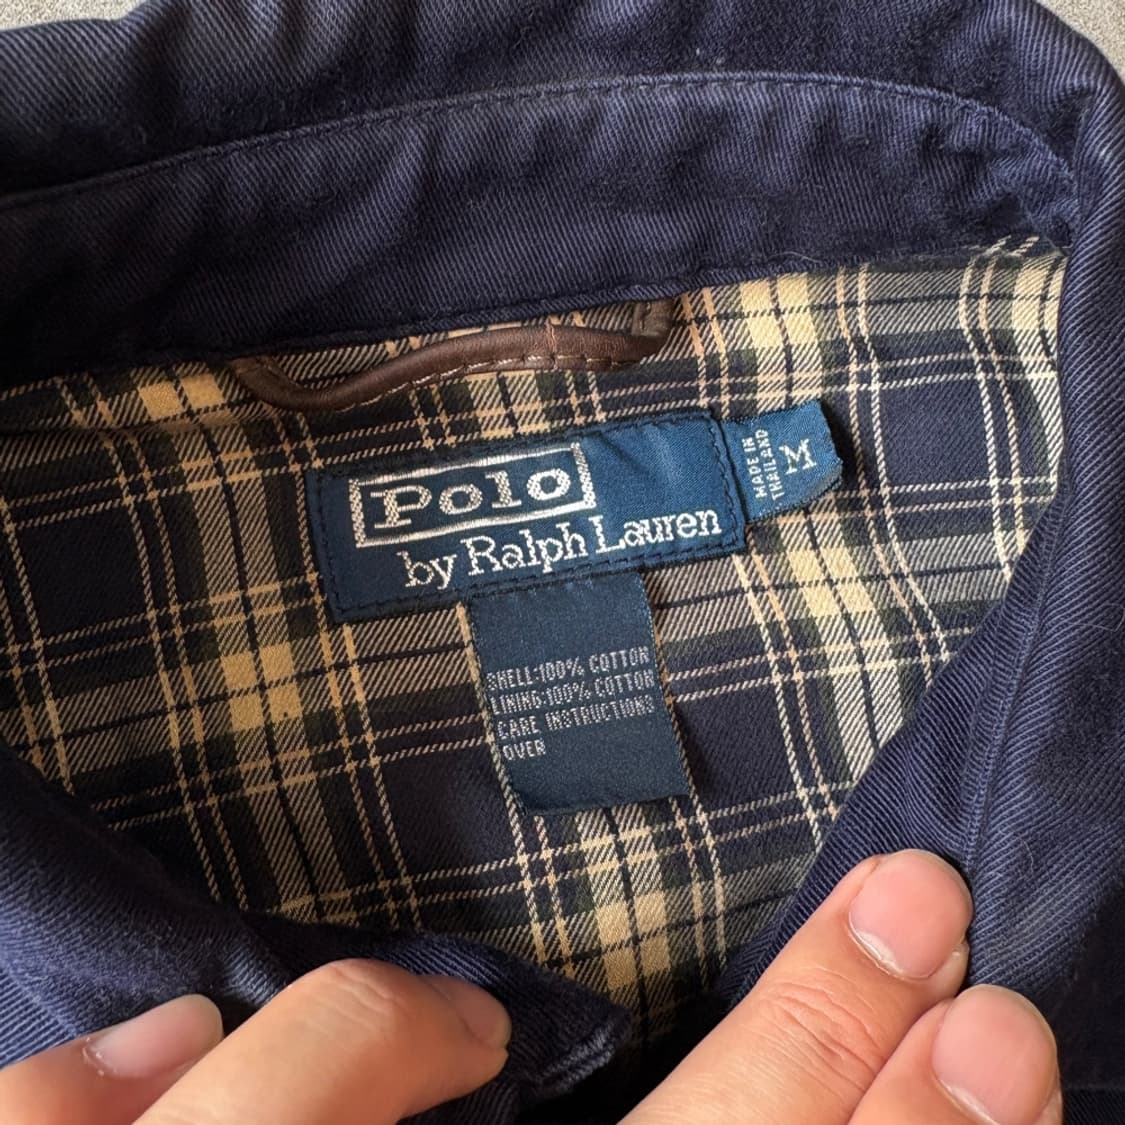 Polo
by Ralph Lauren
MADE IN
THAILAND
M
SHELL:100% COTTON
LINING:100% COTTON
CARE INSTRUCTIONS
OVER